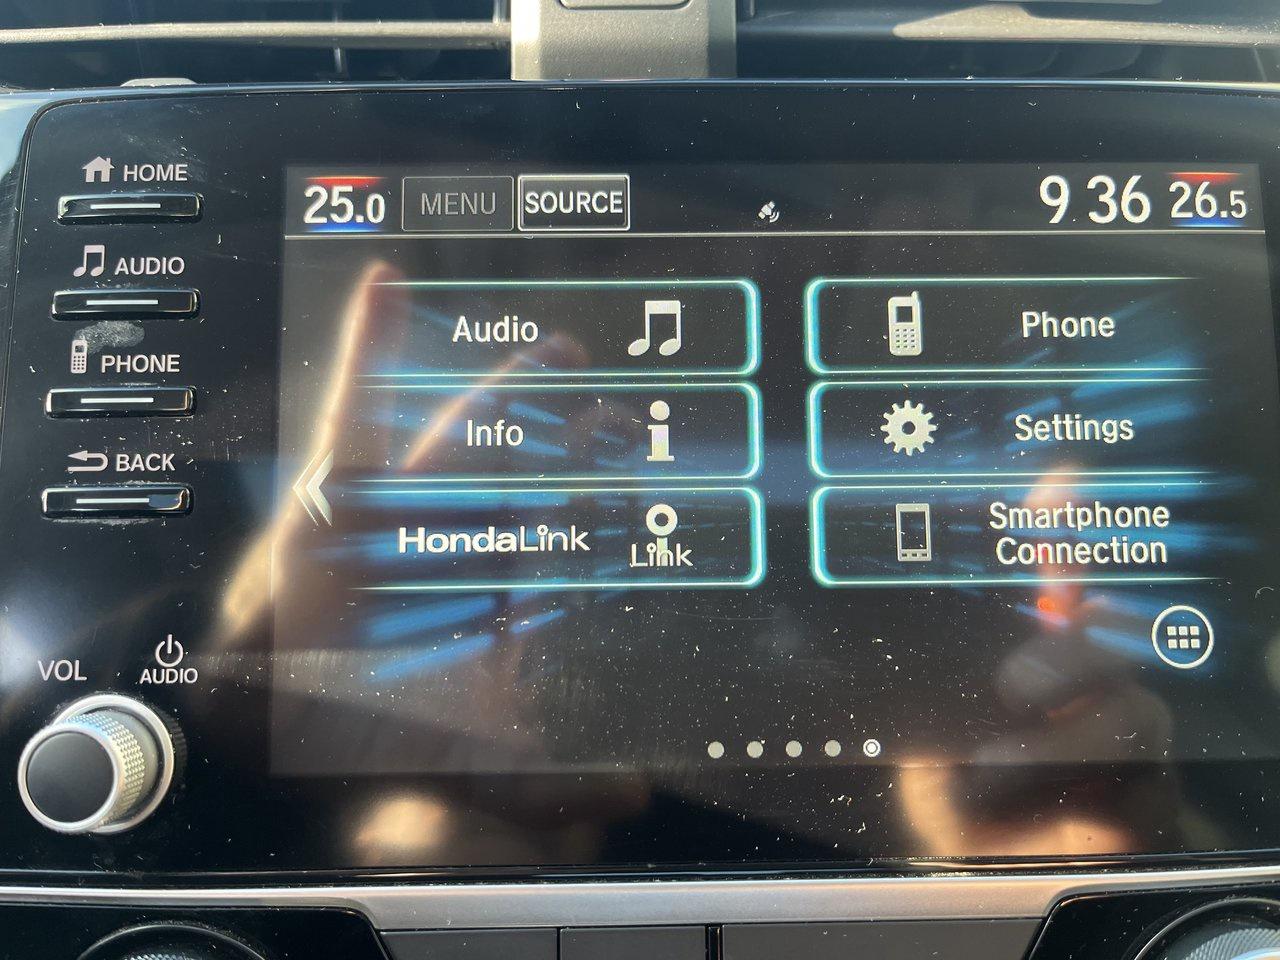 HOME
AUDIO
PHONE
BACK
VOL
AUDIO
25.0 MENU SOURCE 9 36 26.5
Audio
Phone
Info
Settings
HondaLink
Link
Smartphone
Connection